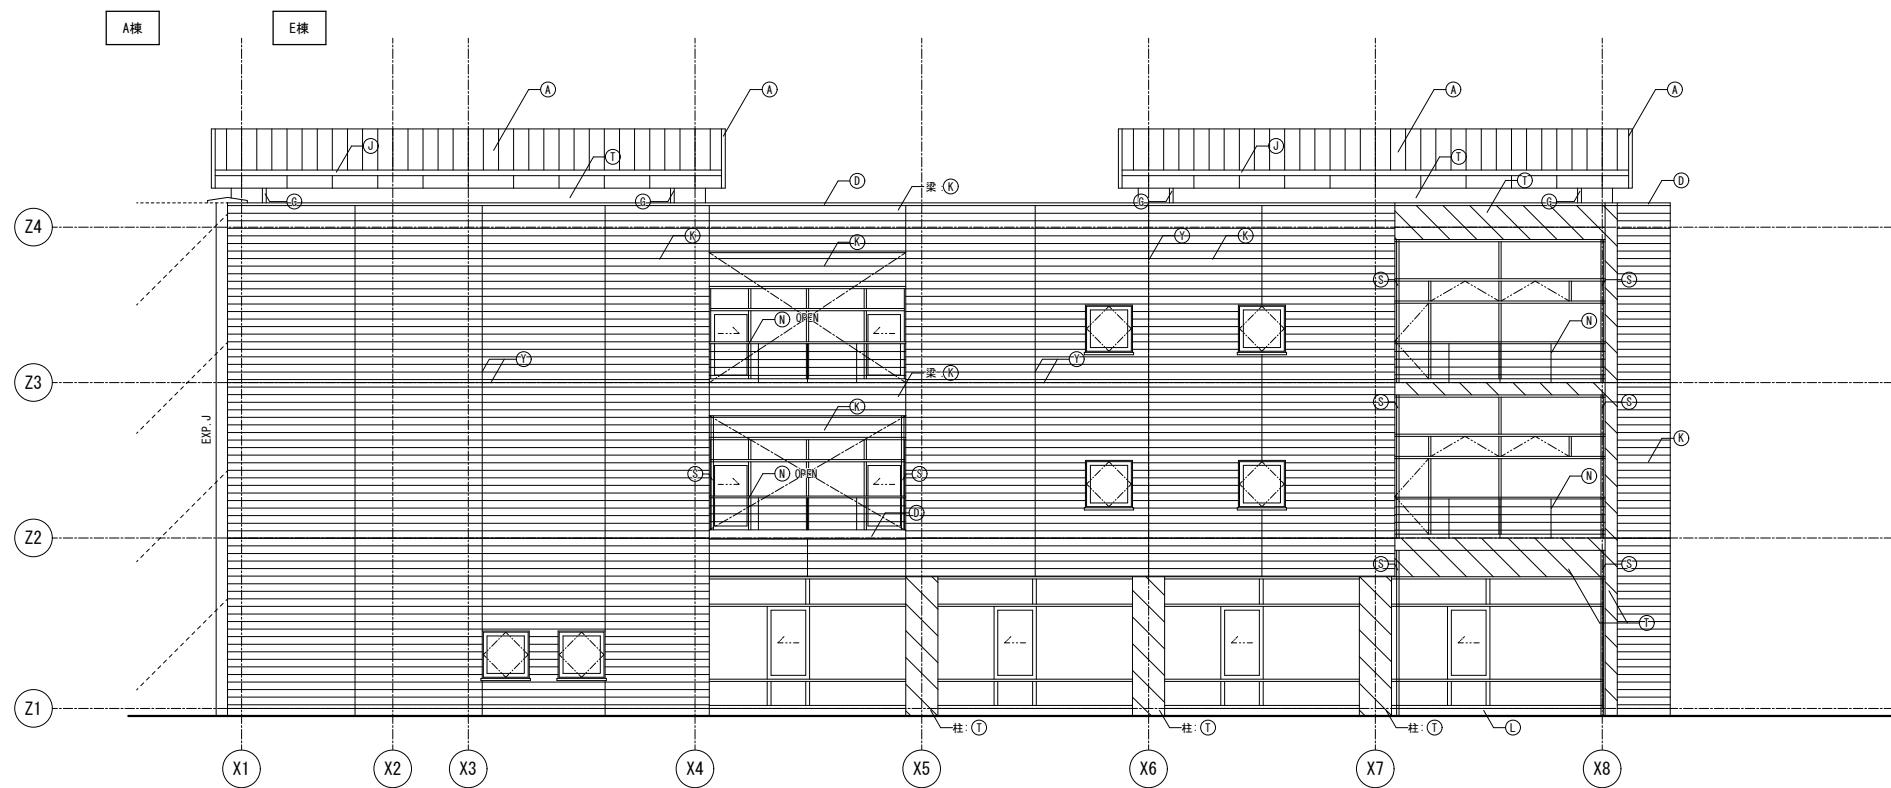 A棟 E棟
A A A A
J T J T T
D 梁:K D
G G G G
Z4
K K Y K
S S
OPEN N N
Y Y
Z3
梁:K
K S S
EXP.J
K
S N OPEN S N
D
Z2
S S
T
Z1
柱:T 柱:T 柱:T L
X1 X2 X3 X4 X5 X6 X7 X8